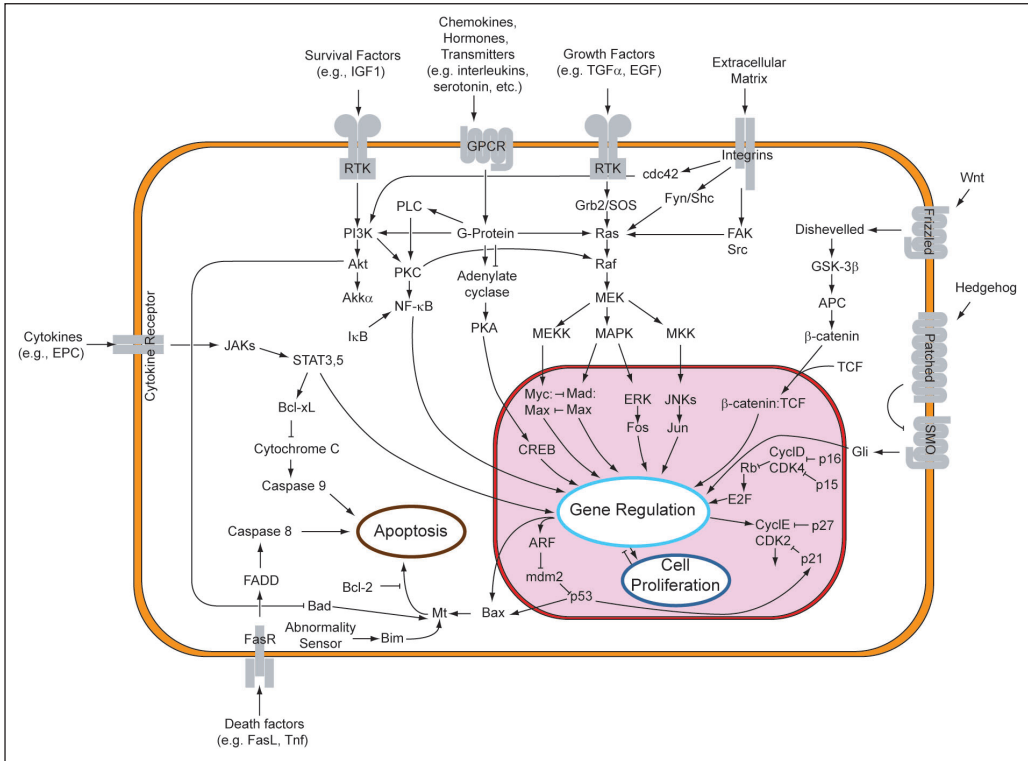 Chemokines,
Hormones,
Transmitters
(e.g. interleukins,
serotonin, etc.)
Survival Factors
(e.g., IGF1)
Growth Factors
(e.g. TGFα, EGF)
Extracellular
Matrix
RTK
GPCR
RTK
Integrins
cdc42
Fyn/Shc
Grb2/SOS
Wnt
Frizzled
PLC
PI3K
G-Protein
Ras
FAK
Src
Dishevelled
GSK-3β
Akt
PKC
Adenylate
cyclase
Raf
Akkα
NF-κB
MEK
APC
Hedgehog
Patched
IκB
PKA
MEKK
MAPK
MKK
β-catenin
TCF
Cytokines
(e.g., EPC)
Cytokine Receptor
JAKs
STAT3,5
Myc:
Max
Mad:
Max
ERK
Fos
JNKs
Jun
β-catenin:TCF
Bcl-xL
Cytochrome C
Caspase 9
CREB
Gli
SMO
CyclD
CDK4
p16
p15
Rb
E2F
Gene Regulation
CyclE
CDK2
p27
p21
Caspase 8
Apoptosis
ARF
mdm2
p53
Cell
Proliferation
FADD
Bcl-2
Bad
Mt
Bax
Abnormality
Sensor
Bim
FasR
Death factors
(e.g. FasL, Tnf)